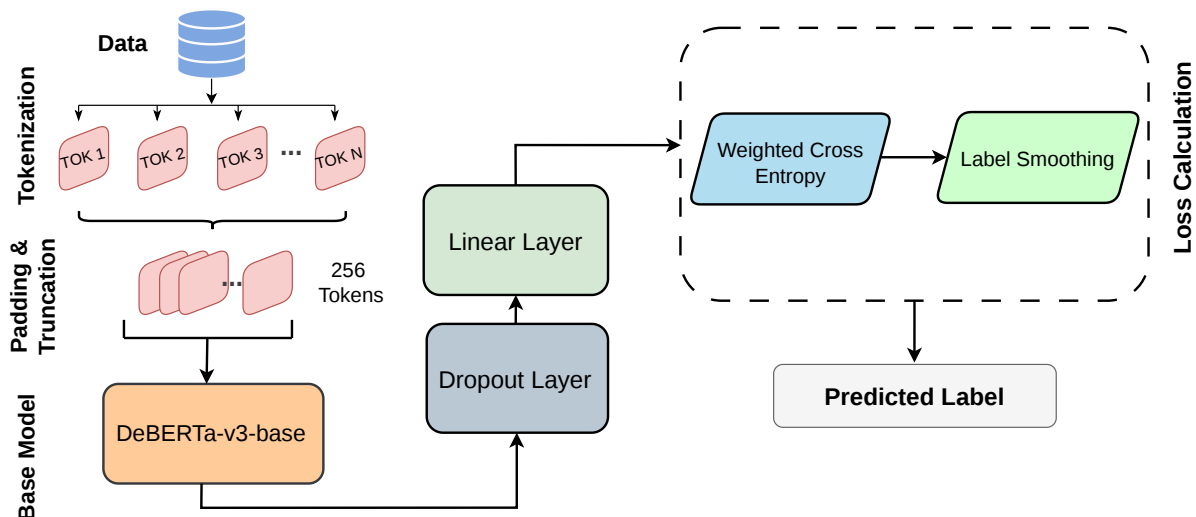 Data
Tokenization
TOK 1
TOK 2
TOK 3
...
TOK N
Padding &
Truncation
...
256
Tokens
Base Model
DeBERTa-v3-base
Dropout Layer
Linear Layer
Weighted Cross
Entropy
Label Smoothing
Loss Calculation
Predicted Label